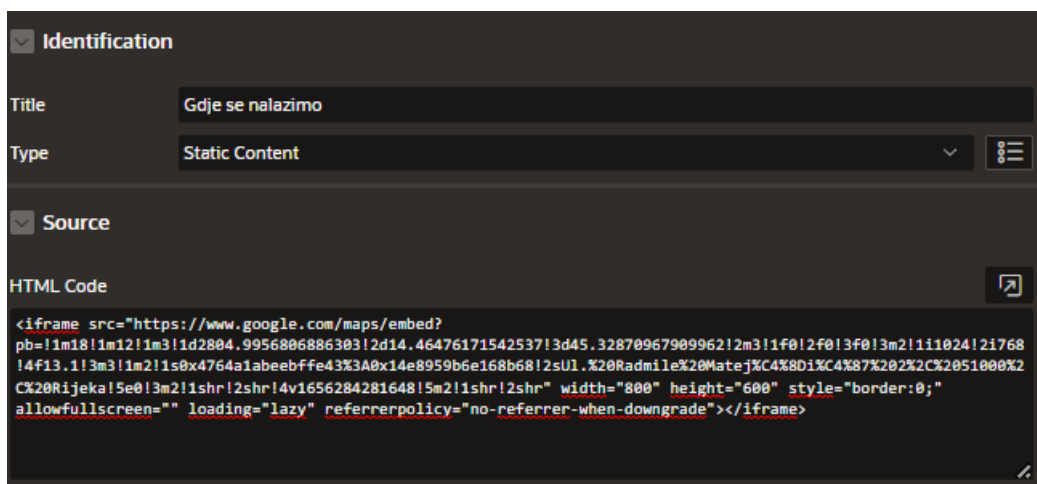 Identification
Title Gdje se nalazimo
Type Static Content
Source
HTML Code
<iframe src="https://www.google.com/maps/embed?
pb=!1m18!1m12!1m3!1d2804.9956806886303!2d14.46476171542537!3d45.32870967909962!2m3!1f0!2f0!3f0!3m2!1i1024!2i768
!4f13.1!3m3!1m2!1s0x4764a1abeebffe43%3A0x14e8959b6e168b68!2sUl.%20Radmile%20Matej%C4%8Di%C4%87%202%2C%2051000%2
C%20Rijeka!5e0!3m2!1shr!2shr!4v1656284281648!5m2!1shr!2shr" width="800" height="600" style="border:0;"
allowfullscreen="" loading="lazy" referrerpolicy="no-referrer-when-downgrade"></iframe>